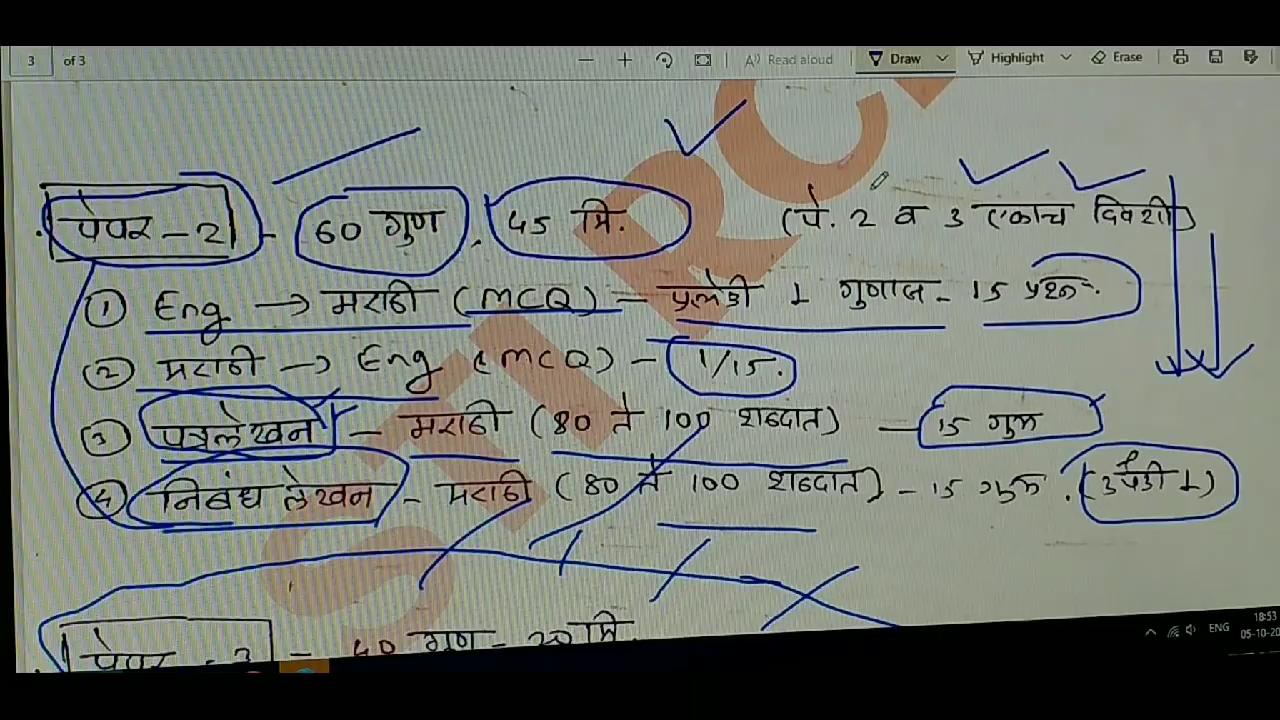 3 of 3 Read aloud Draw Highlight Erase
पेपर - 2 - 60 गुण, 45 मि. (पे. 2 व 3 एकाच दिवशी)
① Eng → मराठी (MCQ) - प्रत्येकी 1 गुणास - 15 प्रश्न.
② मराठी → Eng (MCQ) - 1/15.
③ पत्रलेखन - मराठी (80 ते 100 शब्दात) - 15 गुण
④ निबंध लेखन - मराठी (80 ते 100 शब्दात) - 15 गुण. (3 पैकी 1)
पेपर - 3 - 40 गुण - 30 मि.
18:53
ENG